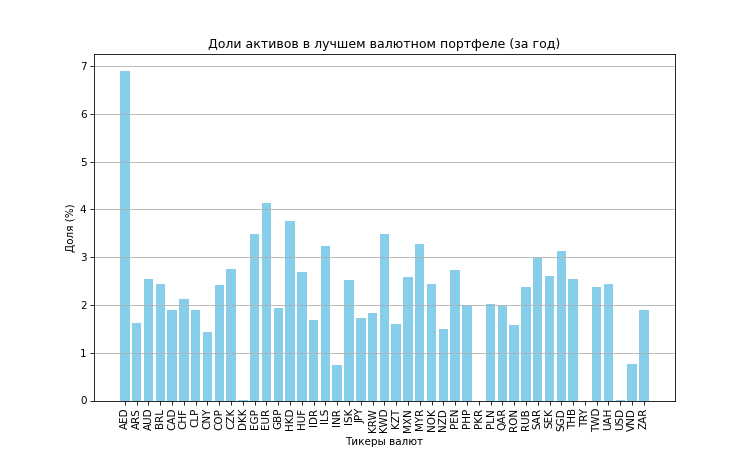 Доли активов в лучшем валютном портфеле (за год)
Доля (%)
7
6
5
4
3
2
1
0
AED ARS AUD BRL CAD CHF CLP CNY COP CZK DKK EGP EUR GBP HKD HUF IDR ILS INR ISK JPY KRW KWD KZT MXN MYR NOK NZD PEN PHP PKR PLN QAR RON RUB SAR SEK SGD THB TRY TWD UAH USD VND ZAR
Тикеры валют